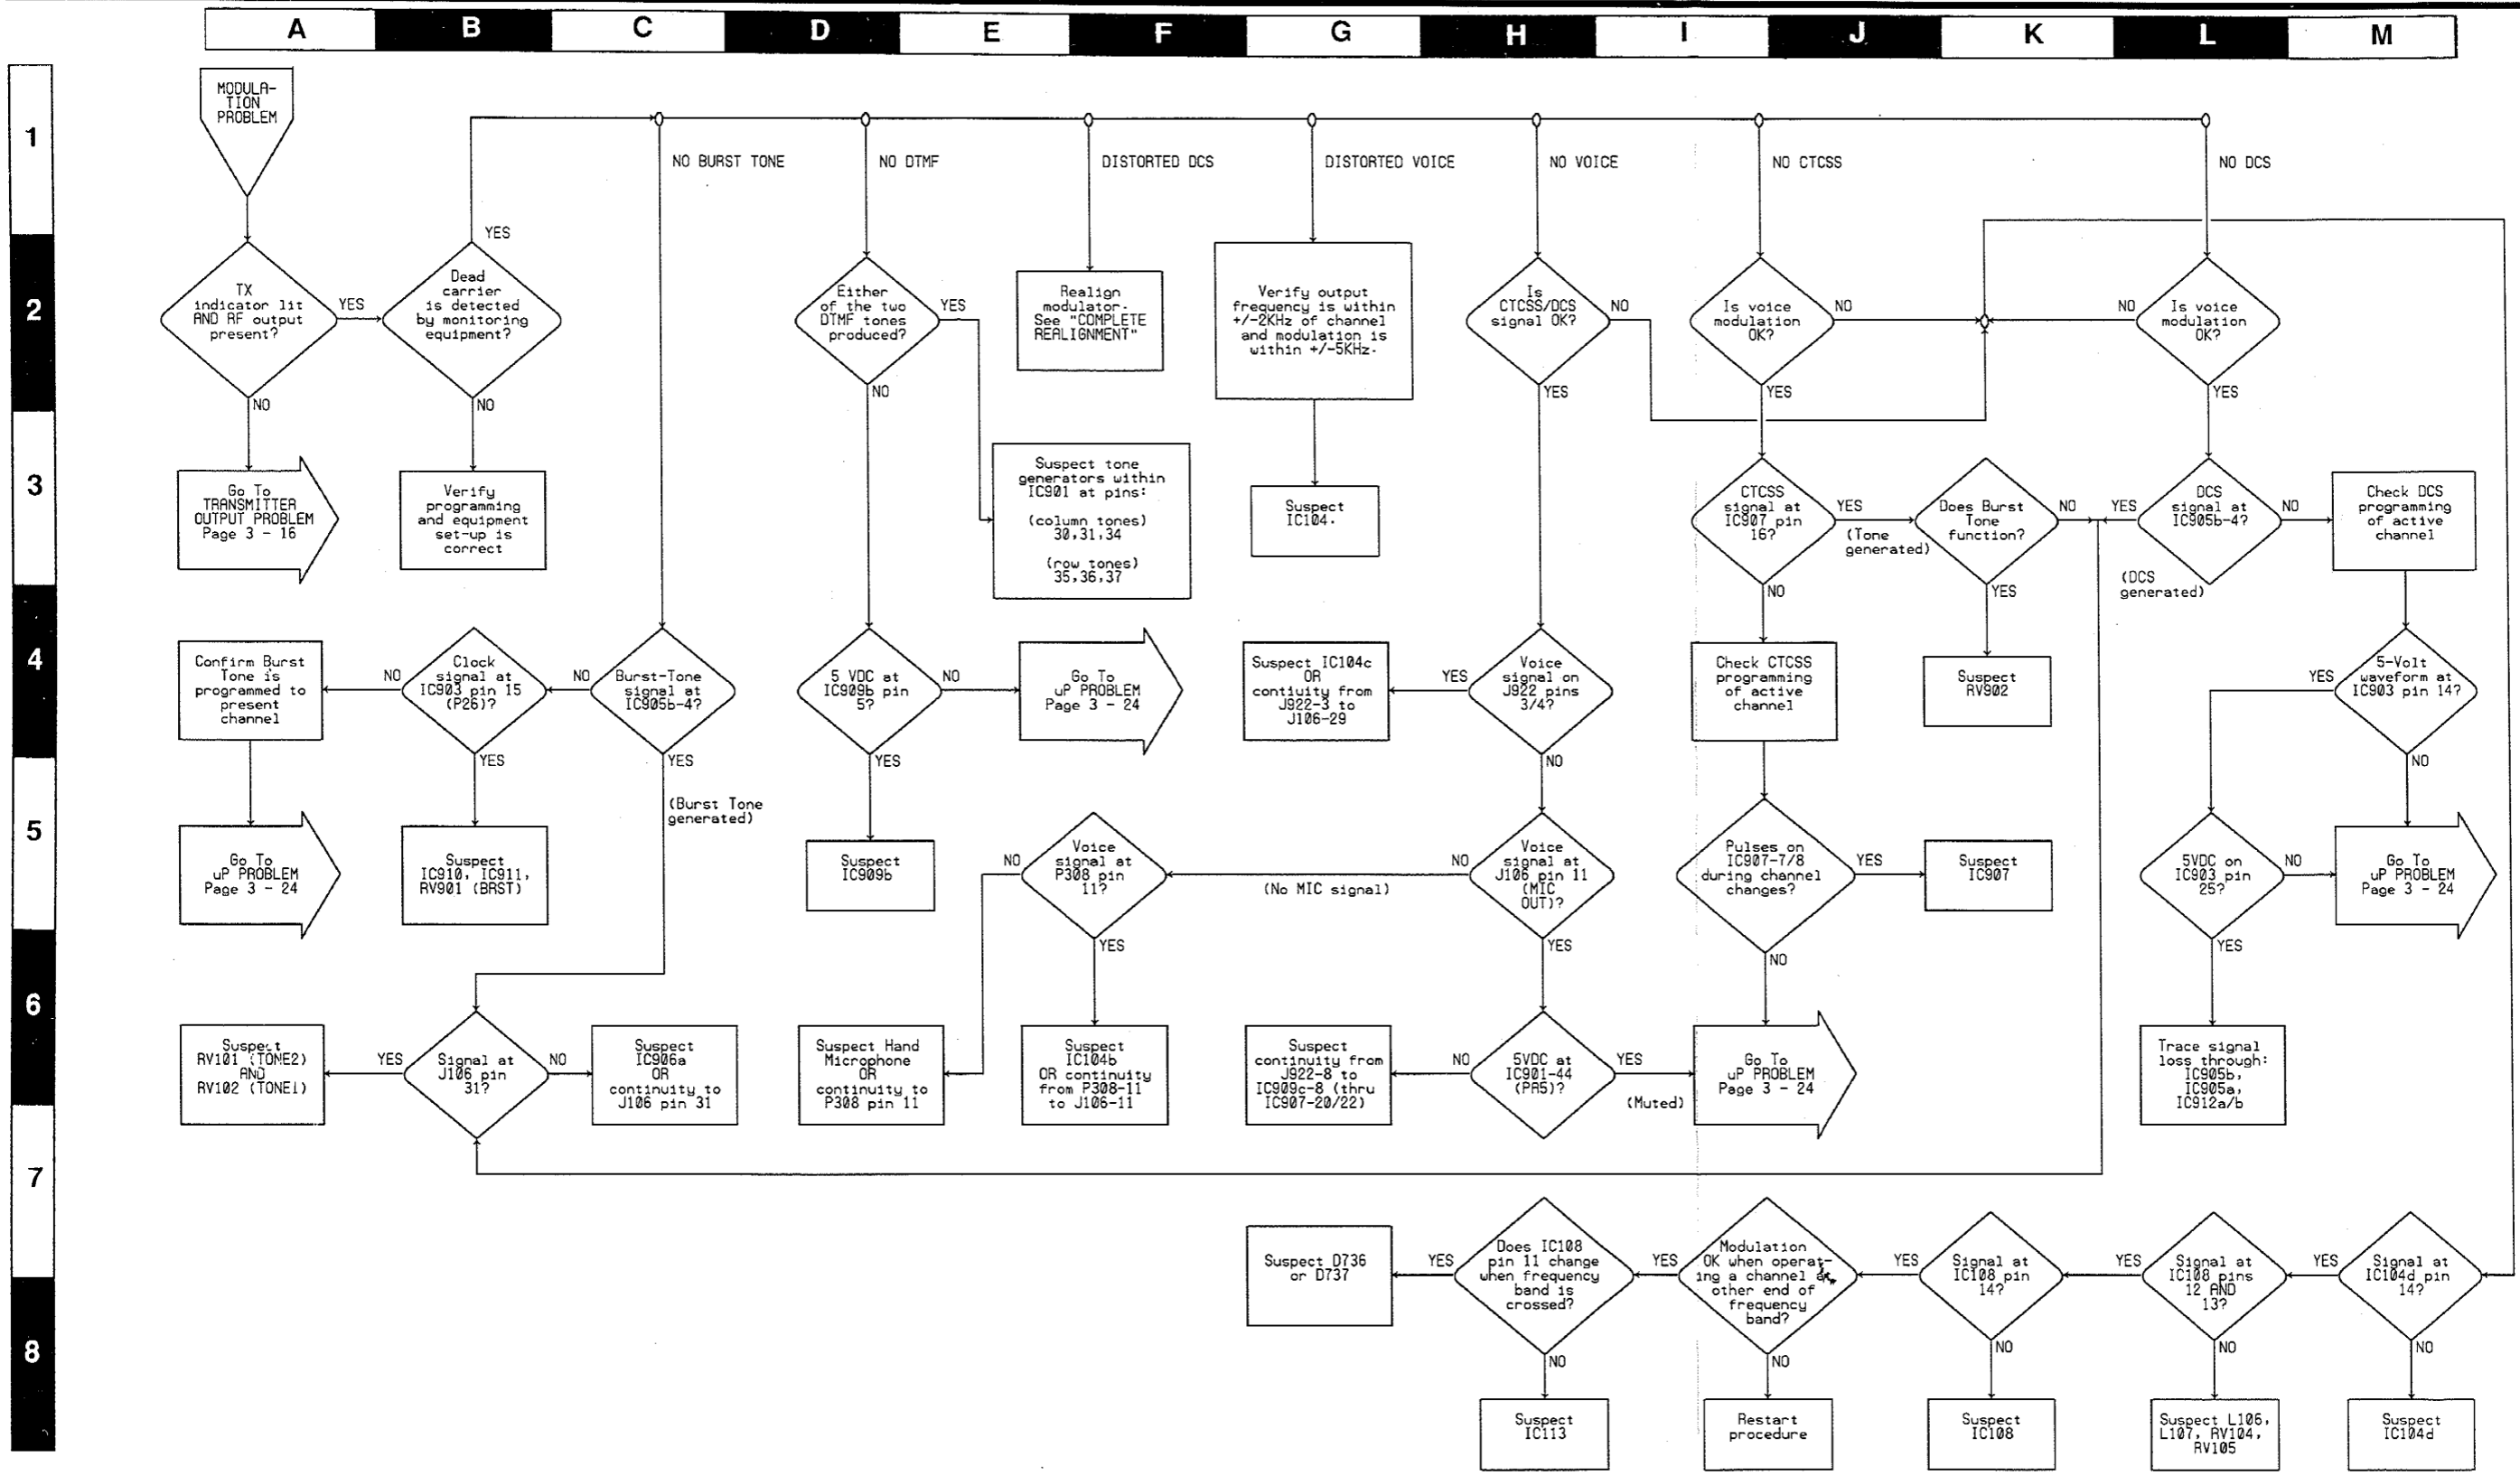 A B C D E F G H I J K L M
1
2
3
4
5
6
7
8
MODULA-
TION
PROBLEM
NO BURST TONE
NO DTMF
DISTORTED DCS
DISTORTED VOICE
NO VOICE
NO CTCSS
NO DCS
TX
indicator lit
AND RF output
present?
YES
NO
Dead
carrier
is detected
by monitoring
equipment?
YES
NO
Either
of the two
DTMF tones
produced?
YES
NO
Realign
modulator.
See "COMPLETE
REALIGNMENT"
Verify output
frequency is within
+/-2KHz of channel
and modulation is
within +/-5KHz.
Is
CTCSS/DCS
signal OK?
NO
YES
Is voice
modulation
OK?
NO
YES
Is voice
modulation
OK?
NO
YES
Go To
TRANSMITTER
OUTPUT PROBLEM
Page 3 - 16
Verify
programming
and equipment
set-up is
correct
Suspect tone
generators within
IC901 at pins:
(column tones)
30,31,34
(row tones)
35,36,37
Suspect
IC104.
CTCSS
signal at
IC907 pin
16?
YES
(Tone
generated)
NO
Does Burst
Tone
function?
NO
YES
DCS
signal at
IC905b-4?
YES
(DCS
generated)
NO
Check DCS
programming
of active
channel
Confirm Burst
Tone is
programmed to
present
channel
Clock
signal at
IC903 pin 15
(P26)?
NO
YES
Burst-Tone
signal at
IC905b-4?
NO
YES
(Burst Tone
generated)
5 VDC at
IC909b pin
5?
NO
YES
Go To
uP PROBLEM
Page 3 - 24
Suspect IC104c
OR
contiuity from
J922-3 to
J106-29
Voice
signal on
J922 pins
3/4?
YES
NO
Check CTCSS
programming
of active
channel
Suspect
RV902
5-Volt
waveform at
IC903 pin 14?
YES
NO
Go To
uP PROBLEM
Page 3 - 24
Suspect
IC910, IC911,
RV901 (BRST)
Suspect
IC909b
Voice
signal at
P308 pin
11?
NO
YES
Voice
signal at
J106 pin 11
(MIC
OUT)?
NO
(No MIC signal)
YES
Pulses on
IC907-7/8
during channel
changes?
YES
NO
Suspect
IC907
5VDC on
IC903 pin
25?
NO
YES
Go To
uP PROBLEM
Page 3 - 24
Suspect
RV101 (TONE2)
AND
RV102 (TONE1)
Signal at
J106 pin
31?
YES
NO
Suspect
IC906a
OR
continuity to
J106 pin 31
Suspect Hand
Microphone
OR
continuity to
P308 pin 11
Suspect
IC104b
OR continuity
from P308-11
to J106-11
Suspect
continuity from
J922-8 to
IC909c-8 (thru
IC907-20/22)
5VDC at
IC901-44
(PA5)?
NO
YES
(Muted)
Go To
uP PROBLEM
Page 3 - 24
Trace signal
loss through:
IC905b,
IC905a,
IC912a/b
Suspect D736
or D737
Does IC108
pin 11 change
when frequency
band is
crossed?
YES
NO
Modulation
OK when operat-
ing a channel
other end of
frequency
band?
YES
NO
Signal at
IC108 pin
14?
YES
NO
Signal at
IC108 pins
12 AND
13?
YES
NO
Signal at
IC104d pin
14?
YES
NO
Suspect
IC113
Restart
procedure
Suspect
IC108
Suspect L106,
L107, RV104,
RV105
Suspect
IC104d